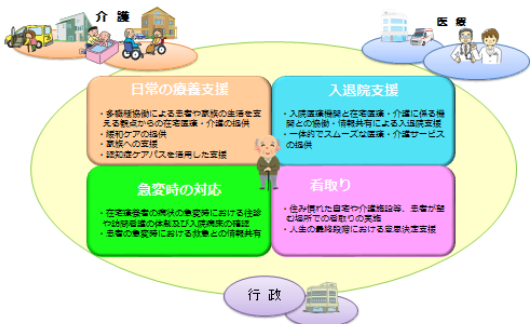 介護
医療
日常の療養支援
・多職種協働による患者や家族の生活を支
える観点からの在宅医療・介護の提供
・緩和ケアの提供
・家族への支援
・認知症ケアパスを活用した支援
入退院支援
・入院医療機関と在宅医療・介護に係る機
関との協働・情報共有による入退院支援
・一体的でスムーズな医療・介護サービス
の提供
急変時の対応
・在宅療養者の病状の急変時における往診
や訪問看護の体制及び入院病床の確認
・患者の急変時における救急との情報共有
看取り
・住み慣れた自宅や介護施設等、患者が望
む場所での看取りの実施
・人生の最終段階における意思決定支援
行政